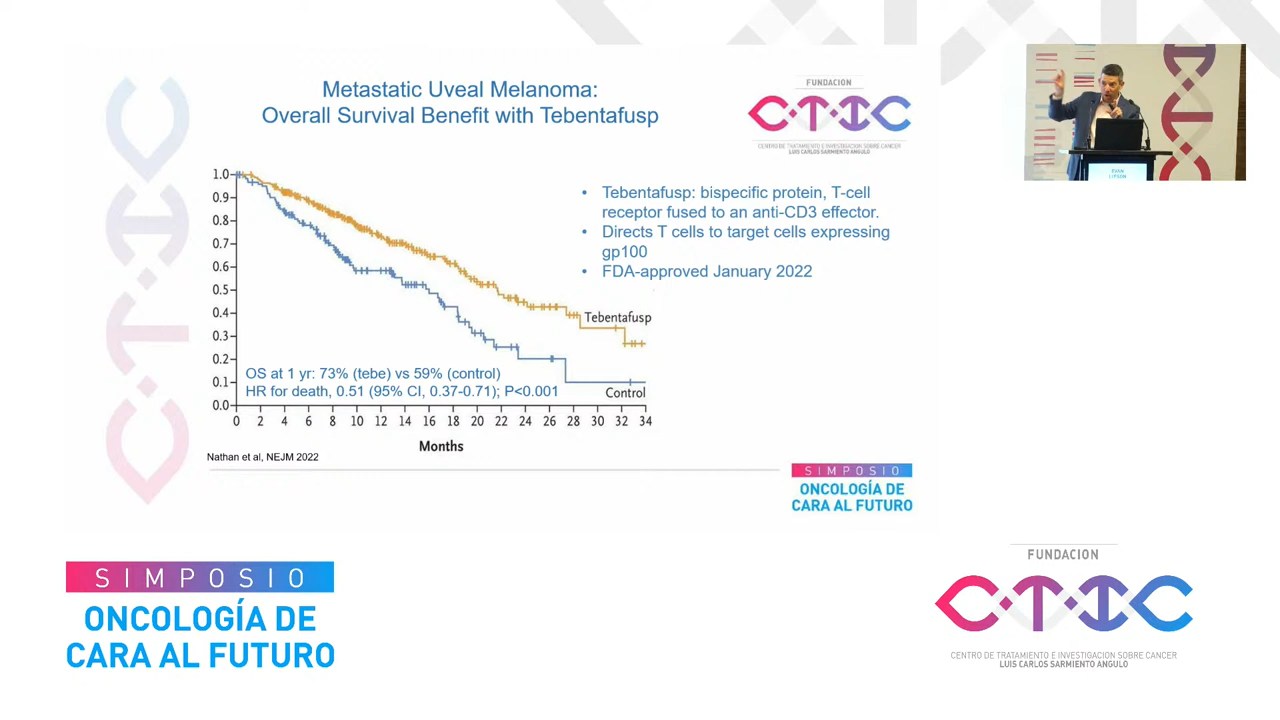 Metastatic Uveal Melanoma:
Overall Survival Benefit with Tebentafusp
FUNDACION
C·T·I·C
CENTRO DE TRATAMIENTO E INVESTIGACION SOBRE CANCER
LUIS CARLOS SARMIENTO ANGULO
EVAN
LIPSON
C·T·I·C
1.0
0.9
0.8
0.7
0.6
0.5
0.4
0.3
0.2
0.1
0.0
• Tebentafusp: bispecific protein, T-cell
receptor fused to an anti-CD3 effector.
• Directs T cells to target cells expressing
gp100
• FDA-approved January 2022
Tebentafusp
OS at 1 yr: 73% (tebe) vs 59% (control)
HR for death, 0.51 (95% CI, 0.37-0.71); P<0.001
Control
0 2 4 6 8 10 12 14 16 18 20 22 24 26 28 30 32 34
Months
Nathan et al, NEJM 2022
SIMPOSIO
ONCOLOGÍA DE
CARA AL FUTURO
SIMPOSIO
ONCOLOGÍA DE
CARA AL FUTURO
FUNDACION
C·T·I·C
CENTRO DE TRATAMIENTO E INVESTIGACION SOBRE CANCER
LUIS CARLOS SARMIENTO ANGULO